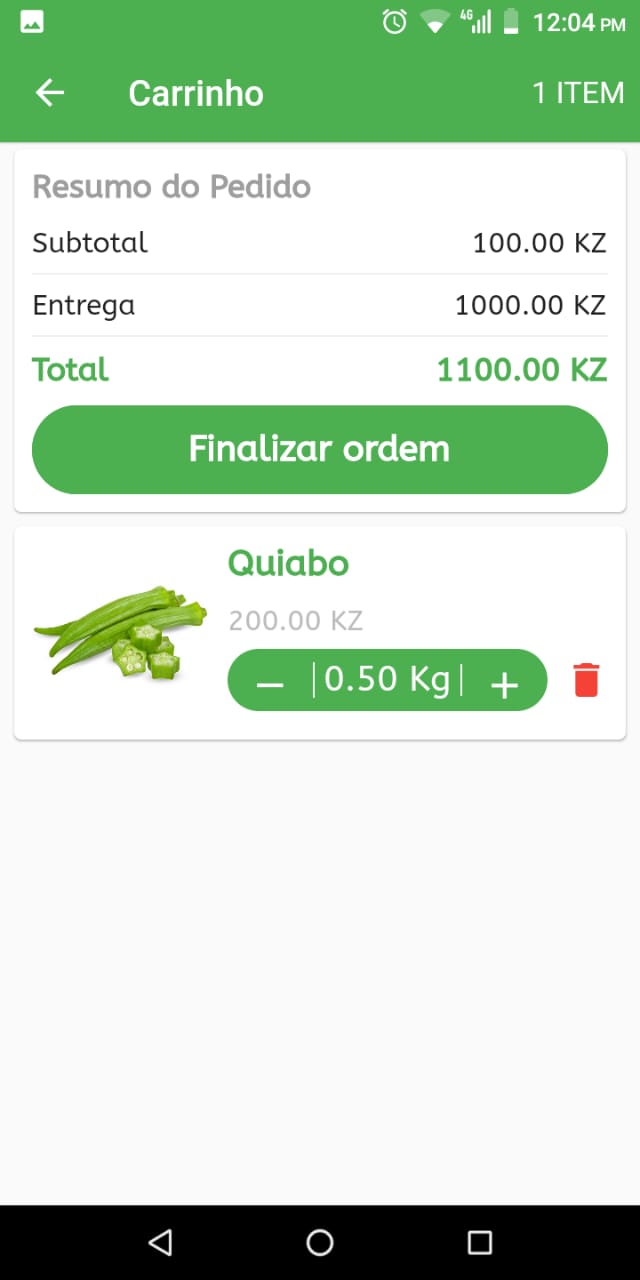 4G 12:04 PM
Carrinho 1 ITEM
Resumo do Pedido
Subtotal 100.00 KZ
Entrega 1000.00 KZ
Total 1100.00 KZ
Finalizar ordem
Quiabo
200.00 KZ
– |0.50 Kg| +